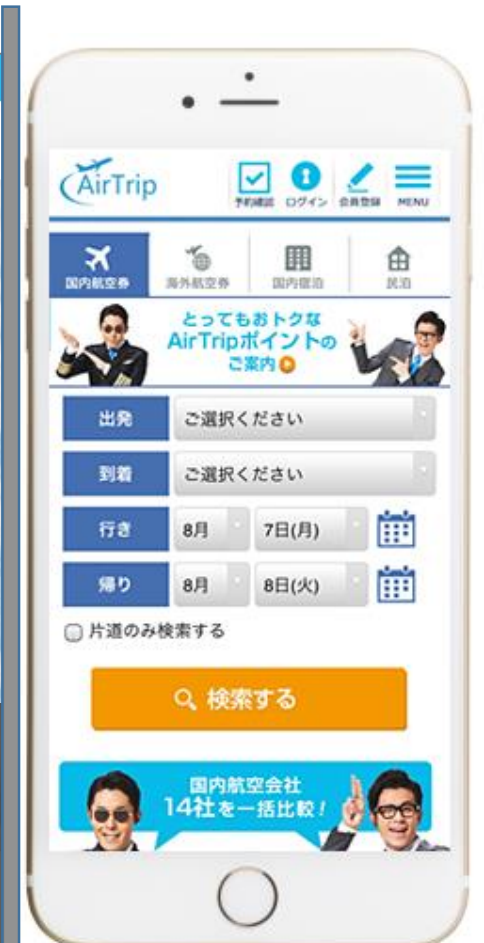 AirTrip
予約確認 ログイン 会員登録 MENU
国内航空券 海外航空券 国内宿泊 民泊
とってもおトクな
AirTripポイントの
ご案内
出発 ご選択ください
到着 ご選択ください
行き 8月 7日(月)
帰り 8月 8日(火)
片道のみ検索する
検索する
国内航空会社
14社を一括比較！